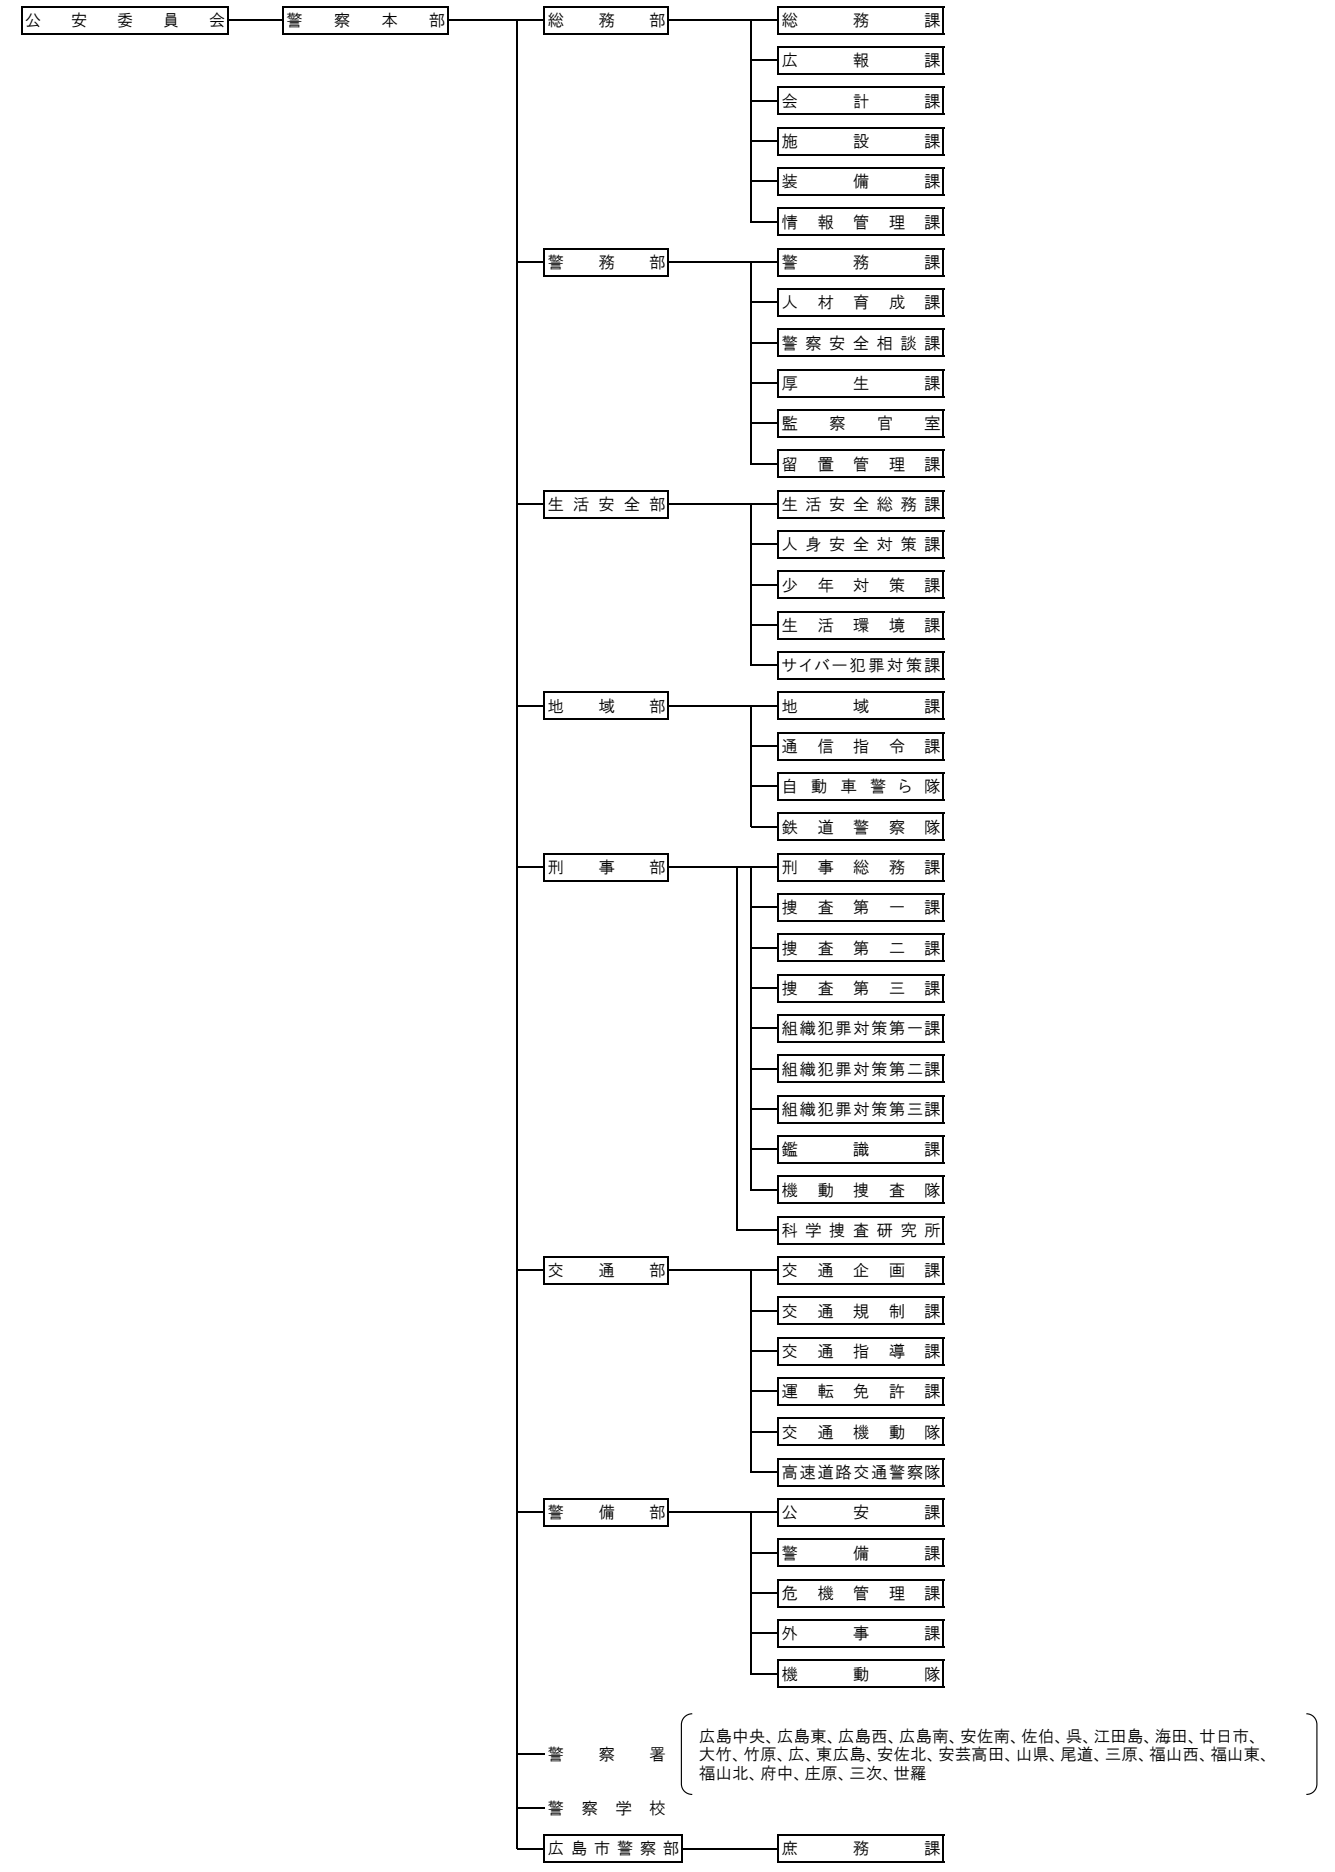 公安委員会 警察本部 総務部 総務課
広報課
会計課
施設課
装備課
情報管理課
警務部 警務課
人材育成課
警察安全相談課
厚生課
監察官室
留置管理課
生活安全部 生活安全総務課
人身安全対策課
少年対策課
生活環境課
サイバー犯罪対策課
地域部 地域課
通信指令課
自動車警ら隊
鉄道警察隊
刑事部 刑事総務課
捜査第一課
捜査第二課
捜査第三課
組織犯罪対策第一課
組織犯罪対策第二課
組織犯罪対策第三課
鑑識課
機動捜査隊
科学捜査研究所
交通部 交通企画課
交通規制課
交通指導課
運転免許課
交通機動隊
高速道路交通警察隊
警備部 公安課
警備課
危機管理課
外事課
機動隊
警察署
広島中央、広島東、広島西、広島南、安佐南、佐伯、呉、江田島、海田、廿日市、
大竹、竹原、広、東広島、安佐北、安芸高田、山県、尾道、三原、福山西、福山東、
福山北、府中、庄原、三次、世羅
警察学校
広島市警察部 庶務課